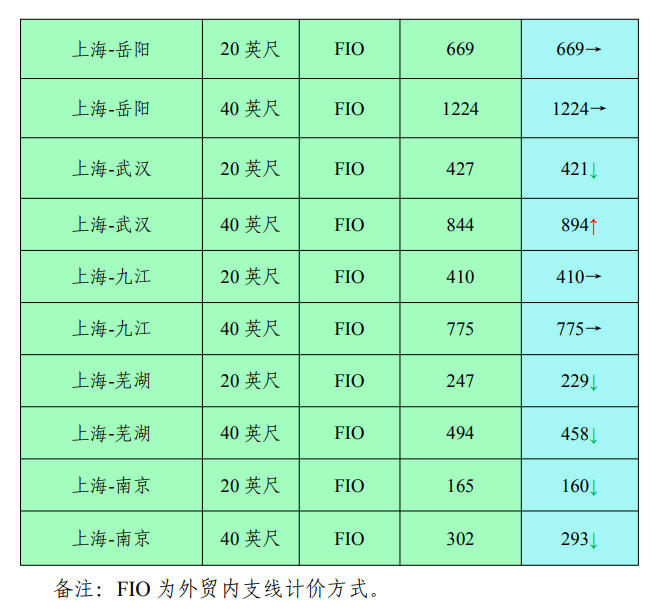 上海-岳阳 20 英尺 FIO 669 669→
上海-岳阳 40 英尺 FIO 1224 1224→
上海-武汉 20 英尺 FIO 427 421↓
上海-武汉 40 英尺 FIO 844 894↑
上海-九江 20 英尺 FIO 410 410→
上海-九江 40 英尺 FIO 775 775→
上海-芜湖 20 英尺 FIO 247 229↓
上海-芜湖 40 英尺 FIO 494 458↓
上海-南京 20 英尺 FIO 165 160↓
上海-南京 40 英尺 FIO 302 293↓
备注：FIO 为外贸内支线计价方式。